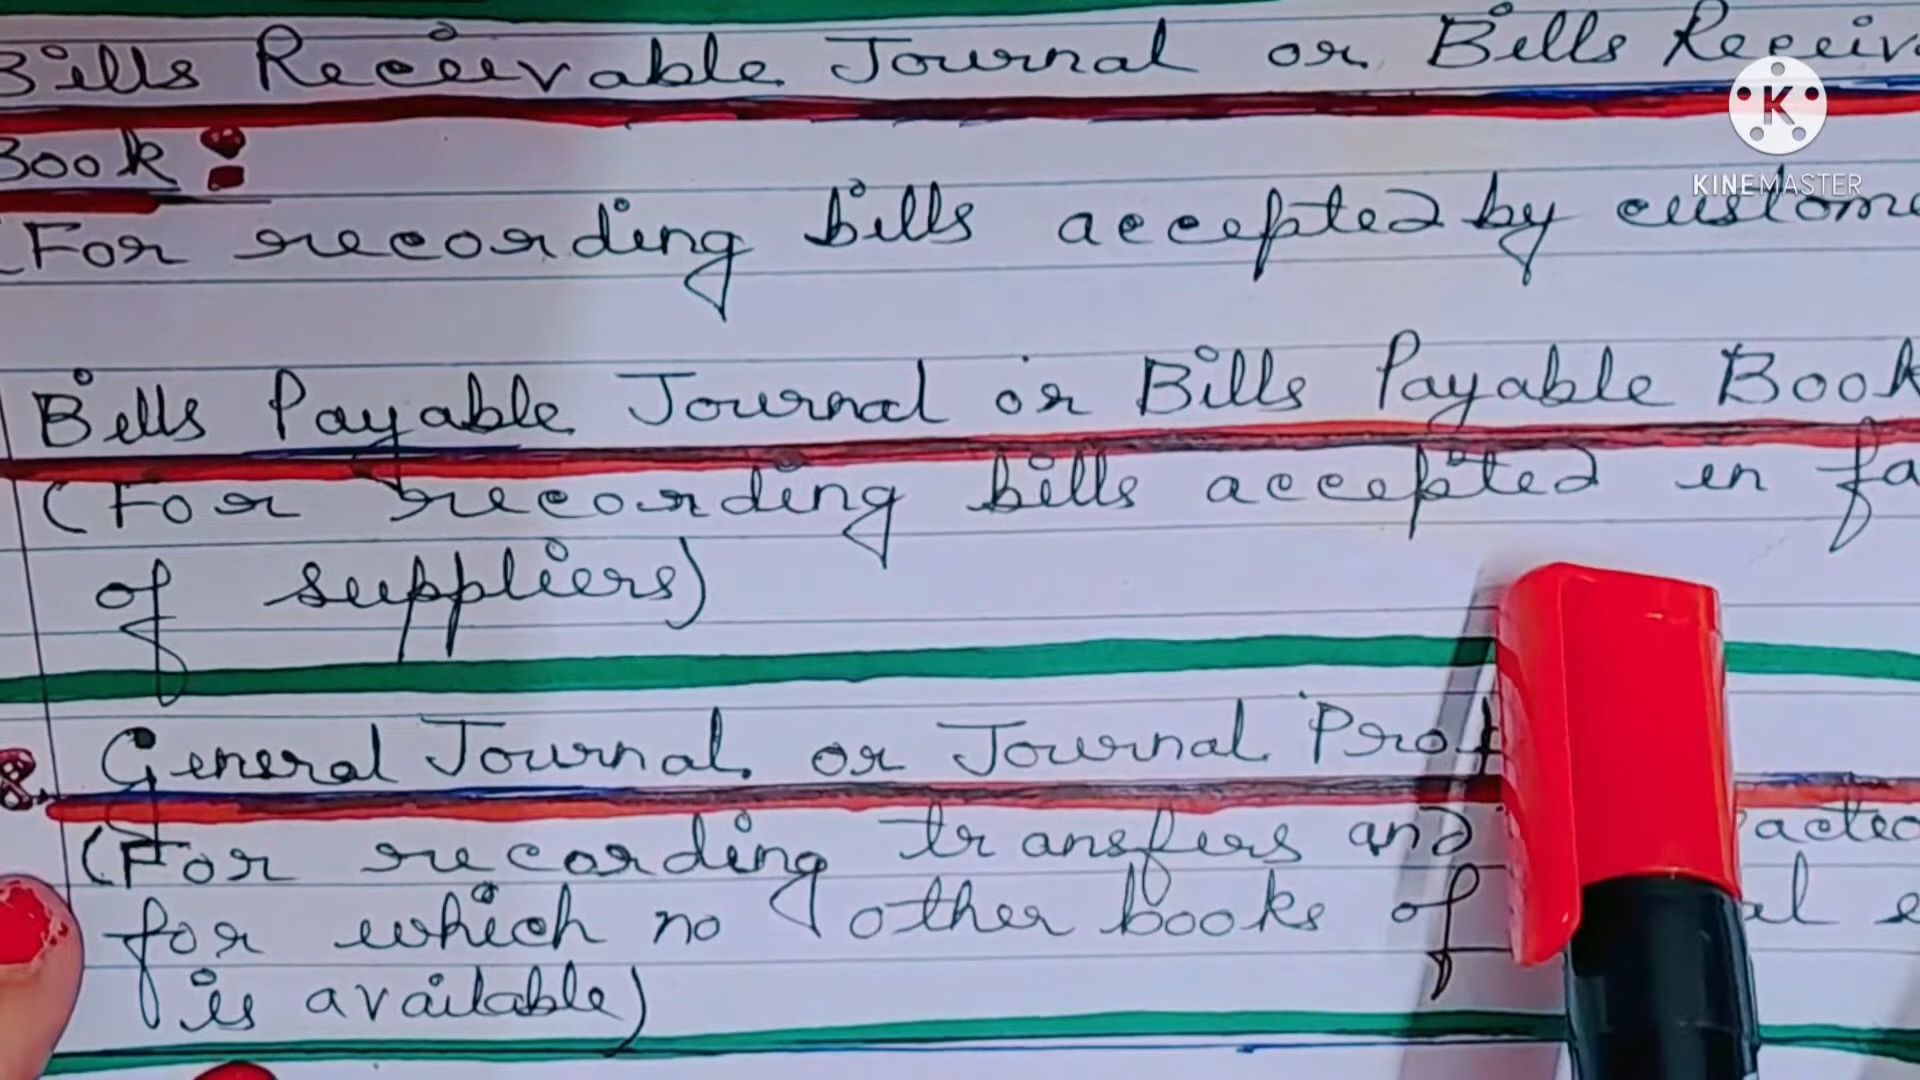 Bills Receivable Journal or Bills Receiv
Book:
(For recording bills accepted by custome
K
KINEMASTER
Bills Payable Journal or Bills Payable Book
(For recording bills accepted in fa
of suppliers)
8. General Journal or Journal Prop
(For recording transfers and
for which no other books of
is available)